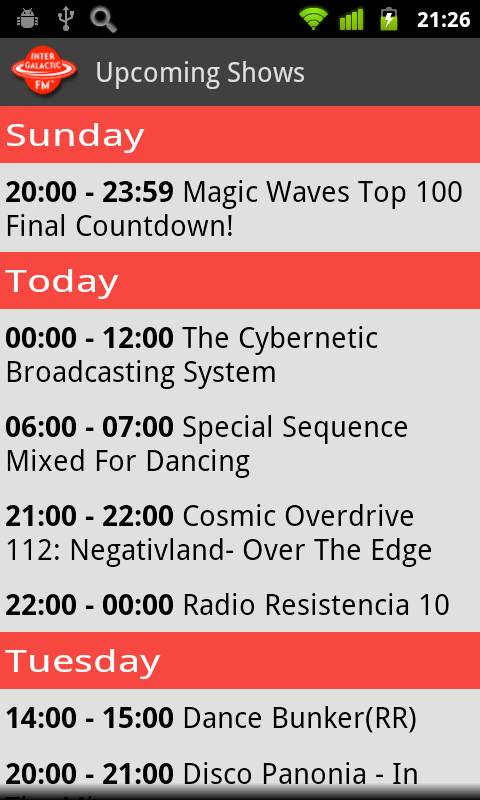 21:26
INTER
GALACTIC
FM
Upcoming Shows
Sunday
20:00 - 23:59 Magic Waves Top 100
Final Countdown!
Today
00:00 - 12:00 The Cybernetic
Broadcasting System
06:00 - 07:00 Special Sequence
Mixed For Dancing
21:00 - 22:00 Cosmic Overdrive
112: Negativland- Over The Edge
22:00 - 00:00 Radio Resistencia 10
Tuesday
14:00 - 15:00 Dance Bunker(RR)
20:00 - 21:00 Disco Panonia - In